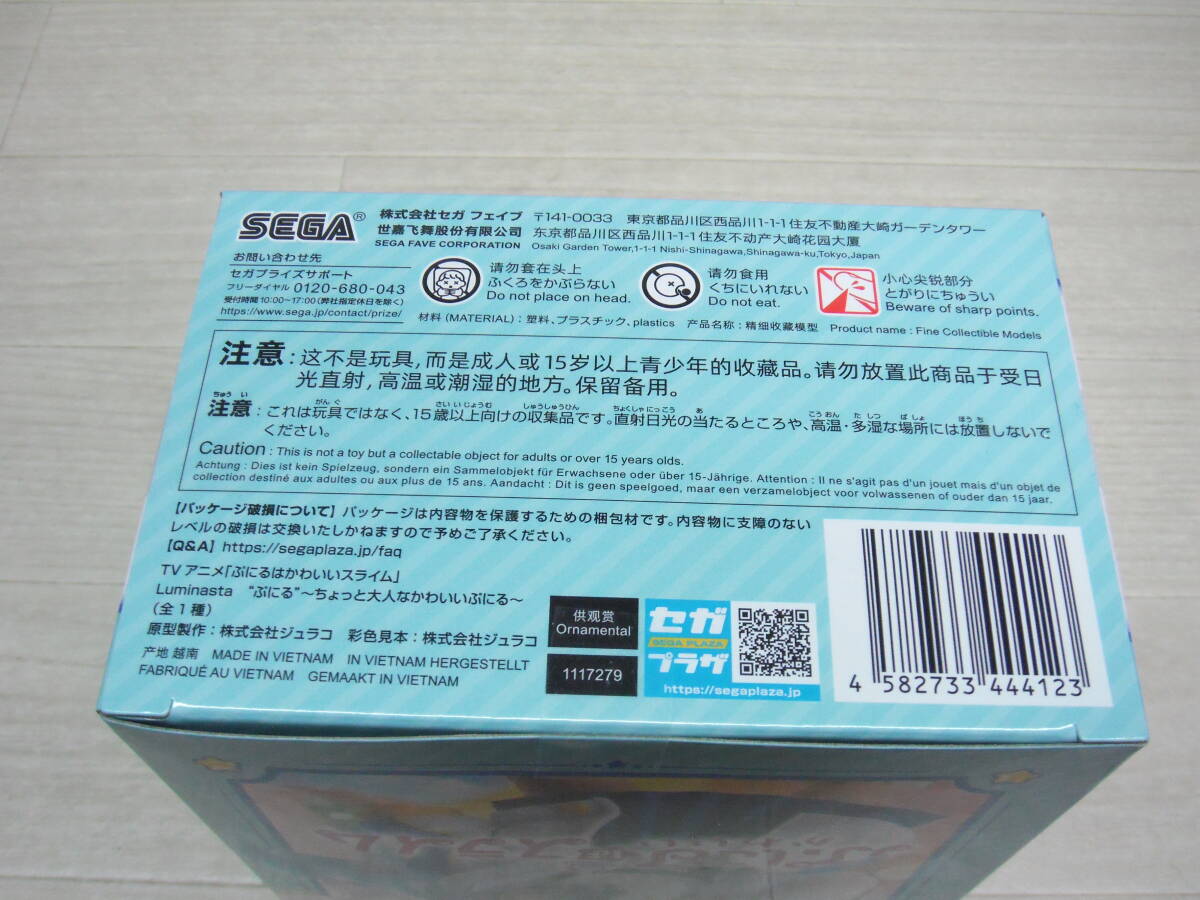 SEGA®
株式会社セガ フェイブ 〒141-0033 東京都品川区西品川1-1-1住友不動産大崎ガーデンタワー
世嘉飞舞股份有限公司 东京都品川区西品川1-1-1住友不动产大崎花园大厦
SEGA FAVE CORPORATION Osaki Garden Tower,1-1-1 Nishi-Shinagawa,Shinagawa-ku,Tokyo,Japan
お問い合わせ先
セガプライズサポート
フリーダイヤル 0120-680-043
受付時間10:00~17:00(弊社指定休日を除く)
https://www.sega.jp/contact/prize/
请勿套在头上
ふくろをかぶらない
Do not place on head.
请勿食用
くちにいれない
Do not eat.
小心尖锐部分
とがりにちゅうい
Beware of sharp points.
材料(MATERIAL):塑料、プラスチック、plastics 产品名称:精细收藏模型 Product name : Fine Collectible Models
注意:这不是玩具,而是成人或15岁以上青少年的收藏品。请勿放置此商品于受日
光直射,高温或潮湿的地方。保留备用。
注意:これは玩具ではなく、15歳以上向けの収集品です。直射日光の当たるところや、高温・多湿な場所には放置しないで
ください。
Caution : This is not a toy but a collectable object for adults or over 15 years olds.
Achtung : Dies ist kein Spielzeug, sondern ein Sammelobjekt für Erwachsene oder über 15-Jährige. Attention : Il ne s'agit pas d'un jouet mais d'un objet de
collection destiné aux adultes ou aux plus de 15 ans. Aandacht : Dit is geen speelgoed, maar een verzamelobject voor volwassenen of ouder dan 15 jaar.
【パッケージ破損について】パッケージは内容物を保護するための梱包材です。内容物に支障のない
レベルの破損は交換いたしかねますので予めご了承ください。
【Q&A】https://segaplaza.jp/faq
TVアニメ「ぷにるはかわいいスライム」
Luminasta “ぷにる”~ちょっと大人なかわいいぷにる~
(全1種)
原型製作:株式会社ジュラコ 彩色見本:株式会社ジュラコ
产地 越南 MADE IN VIETNAM IN VIETNAM HERGESTELLT
FABRIQUÉ AU VIETNAM GEMAAKT IN VIETNAM
供观赏
Ornamental
1117279
セガ
SEGA PLAZA
プラザ
https://segaplaza.jp
4 582733 444123